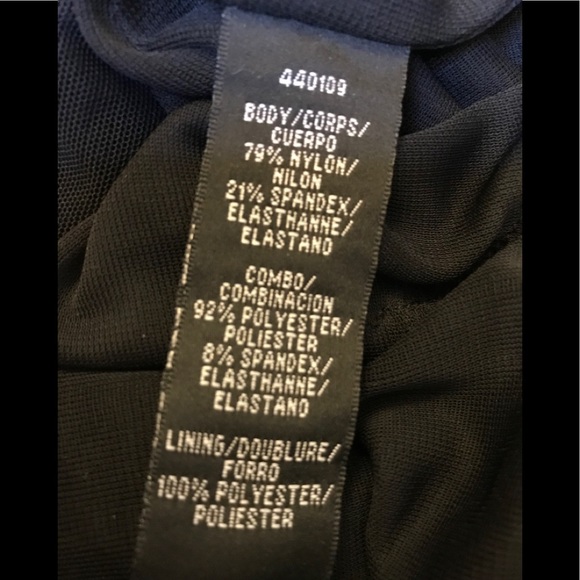 440109
BODY/CORPS/
CUERPO
79% NYLON/
NILON
21% SPANDEX/
ELASTHANNE/
ELASTANO
COMBO/
COMBINACION
92% POLYESTER/
POLIESTER
8% SPANDEX/
ELASTHANNE/
ELASTANO
LINING/DOUBLURE/
FORRO
100% POLYESTER/
POLIESTER